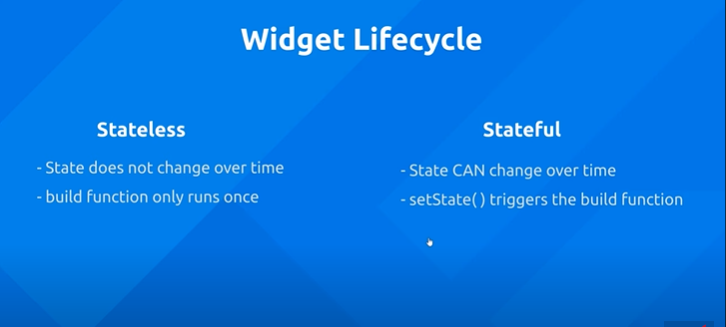 Widget Lifecycle
Stateless
- State does not change over time
- build function only runs once
Stateful
- State CAN change over time
- setState( ) triggers the build function